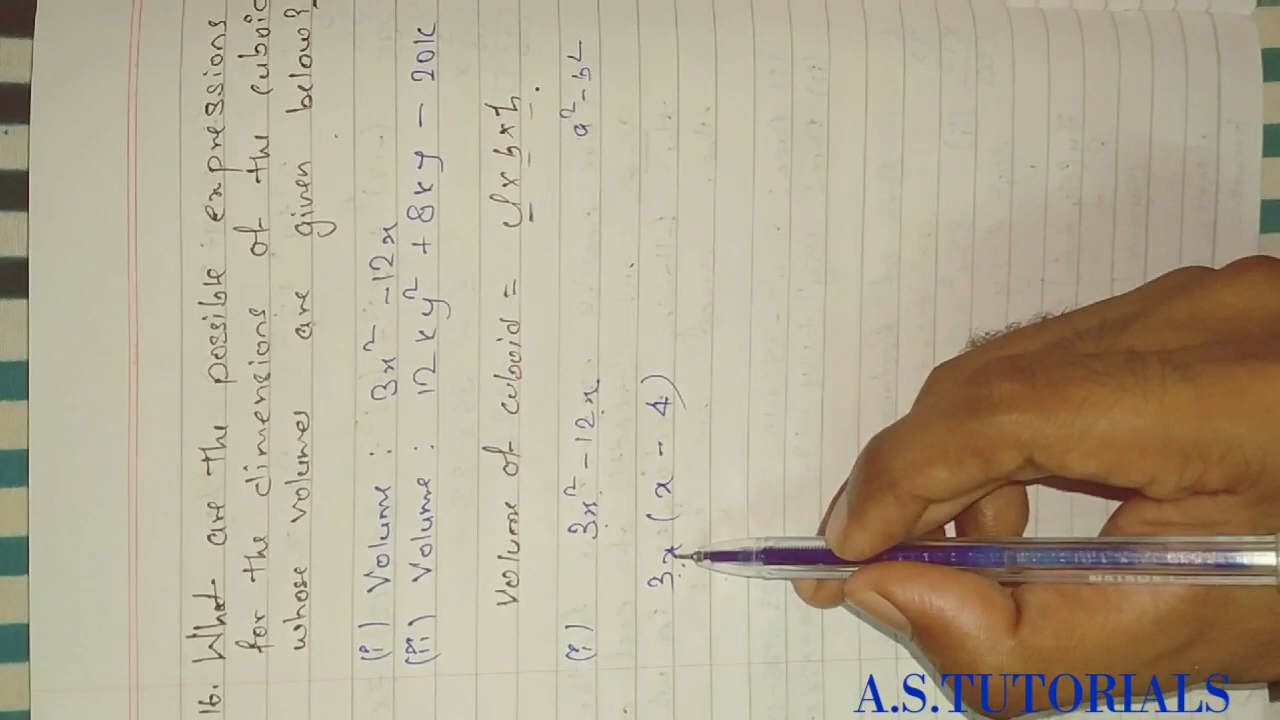 16. What are the possible expressions
for the dimensions of the cuboid
whose volumes are given below?
(i) Volume : 3x² - 12x
(ii) Volume : 12ky² + 8ky - 20k
Volume of cuboid = l x b x h
(i) 3x² - 12x a² - b²
3x (x - 4)
A.S.TUTORIALS